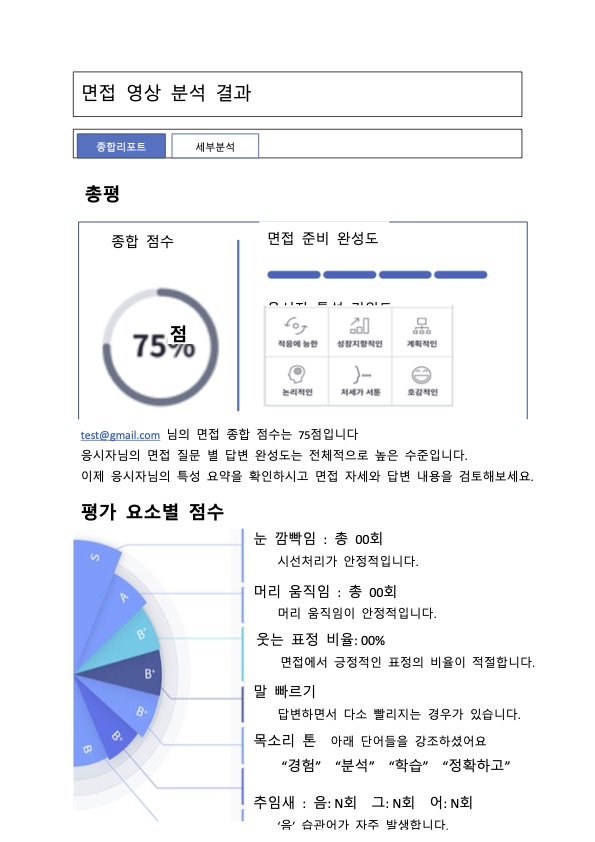 면접 영상 분석 결과
종합리포트 세부분석
총평
종합 점수
면접 준비 완성도
75%
점
적응에 능한 성장지향적인 계획적인
논리적인 처세가 서툰 호감적인
test@gmail.com 님의 면접 종합 점수는 75점입니다
응시자님의 면접 질문 별 답변 완성도는 전체적으로 높은 수준입니다.
이제 응시자님의 특성 요약을 확인하시고 면접 자세와 답변 내용을 검토해보세요.
평가 요소별 점수
눈 깜빡임 : 총 00회
시선처리가 안정적입니다.
머리 움직임 : 총 00회
머리 움직임이 안정적입니다.
웃는 표정 비율: 00%
면접에서 긍정적인 표정의 비율이 적절합니다.
말 빠르기
답변하면서 다소 빨리지는 경우가 있습니다.
목소리 톤 아래 단어들을 강조하셨어요
“경험” “분석” “학습” “정확하고”
추임새 : 음: N회 그: N회 어: N회
‘음’ 습관어가 자주 발생합니다.
S
A
B⁺
B⁺
B